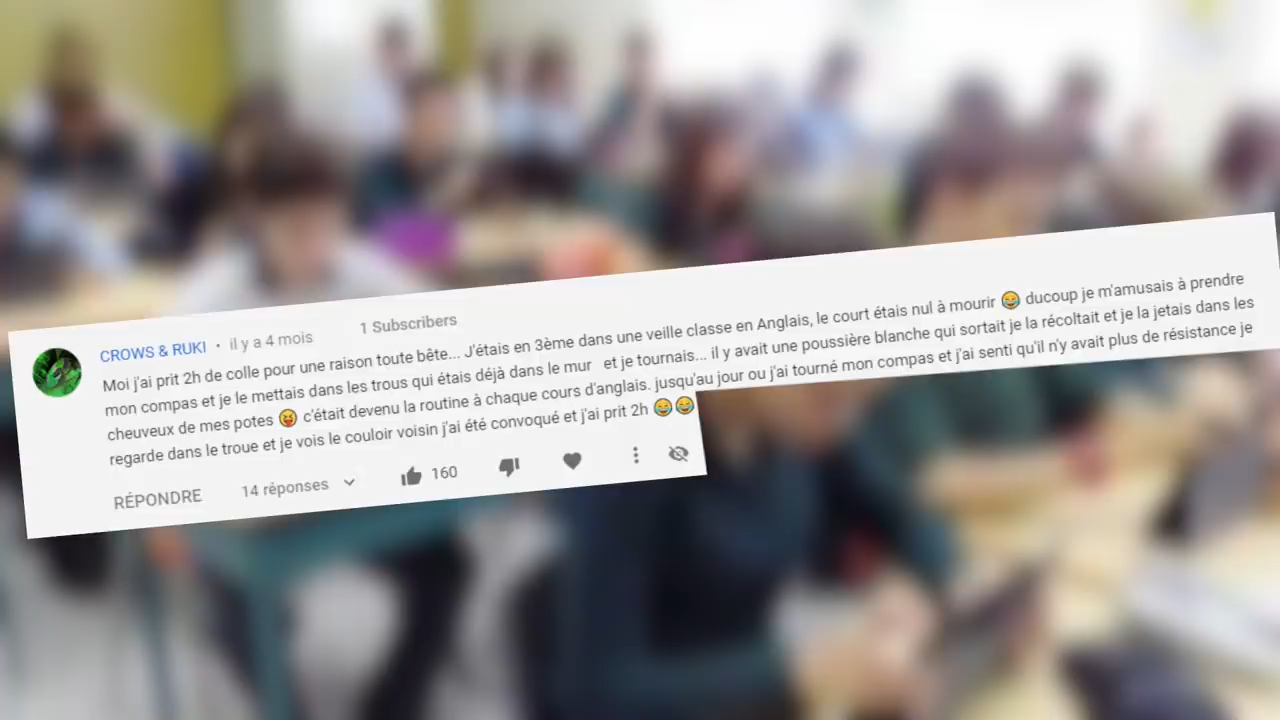 CROWS & RUKI • il y a 4 mois 1 Subscribers
Moi j'ai prit 2h de colle pour une raison toute bête... J'étais en 3ème dans une veille classe en Anglais, le court étais nul à mourir 😂 ducoup je m'amusais à prendre
mon compas et je le mettais dans les trous qui étais déjà dans le mur et je tournais... il y avait une poussière blanche qui sortait je la récoltait et je la jetais dans les
cheuveux de mes potes 😝 c'était devenu la routine à chaque cours d'anglais. jusqu'au jour ou j'ai tourné mon compas et j'ai senti qu'il n'y avait plus de résistance je
regarde dans le troue et je vois le couloir voisin j'ai été convoqué et j'ai prit 2h 😂😂
RÉPONDRE 14 réponses 160